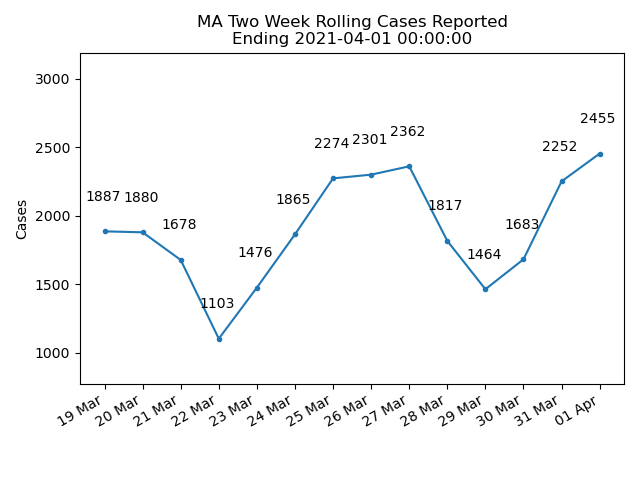 MA Two Week Rolling Cases Reported
Ending 2021-04-01 00:00:00
Cases
3000
2500
2000
1500
1000
1887
1880
1678
1103
1476
1865
2274
2301
2362
1817
1464
1683
2252
2455
19 Mar
20 Mar
21 Mar
22 Mar
23 Mar
24 Mar
25 Mar
26 Mar
27 Mar
28 Mar
29 Mar
30 Mar
31 Mar
01 Apr